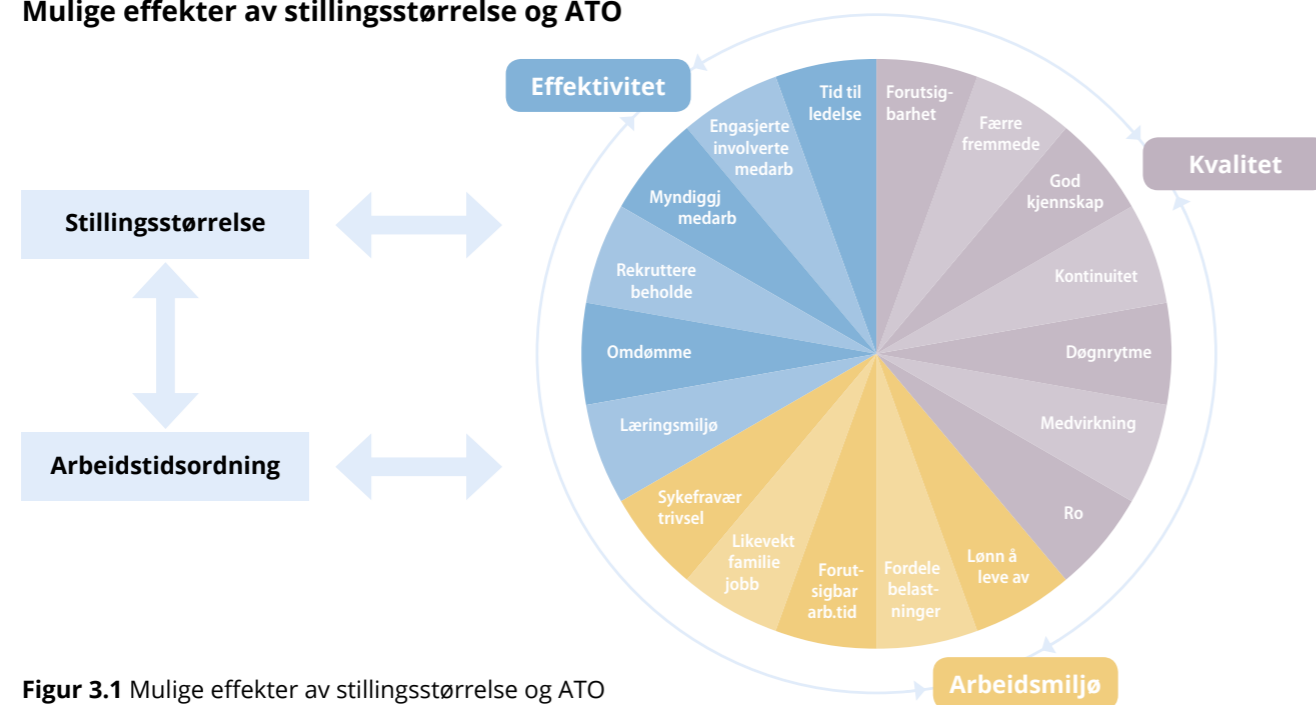 Mulige effekter av stillingsstørrelse og ATO
Effektivitet
Kvalitet
Arbeidsmiljø
Stillingsstørrelse
Arbeidstidsordning
Tid til
ledelse
Forutsig-
barhet
Færre
fremmede
God
kjennskap
Kontinuitet
Døgnrytme
Medvirkning
Ro
Lønn å
leve av
Fordele
belast-
ninger
Forut-
sigbar
arb.tid
Likevekt
familie
jobb
Sykefravær
trivsel
Læringsmiljø
Omdømme
Rekruttere
beholde
Myndiggj
medarb
Engasjerte
involverte
medarb
Figur 3.1 Mulige effekter av stillingsstørrelse og ATO